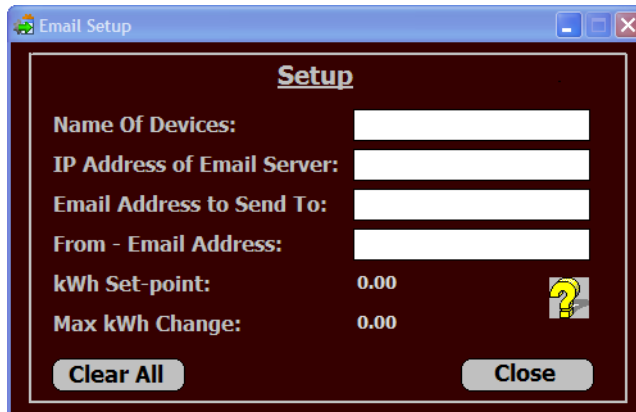 Email Setup
Setup
Name Of Devices:
IP Address of Email Server:
Email Address to Send To:
From - Email Address:
kWh Set-point: 0.00
Max kWh Change: 0.00
Clear All Close